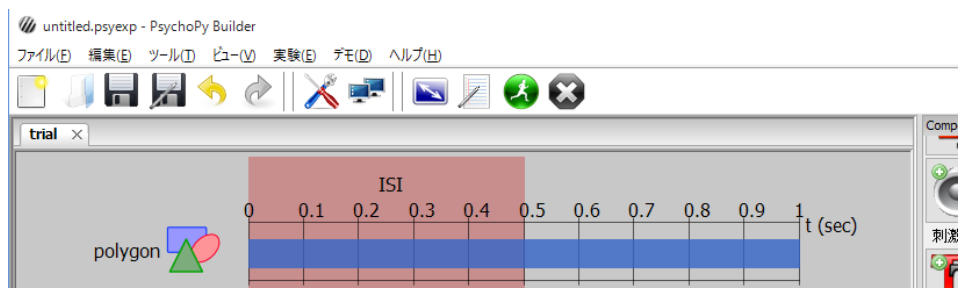 untitled.psyexp - PsychoPy Builder
ファイル(F) 編集(E) ツール(T) ビュー(V) 実験(E) デモ(D) ヘルプ(H)
trial
Comp
ISI
0 0.1 0.2 0.3 0.4 0.5 0.6 0.7 0.8 0.9 1
t (sec)
polygon
刺激